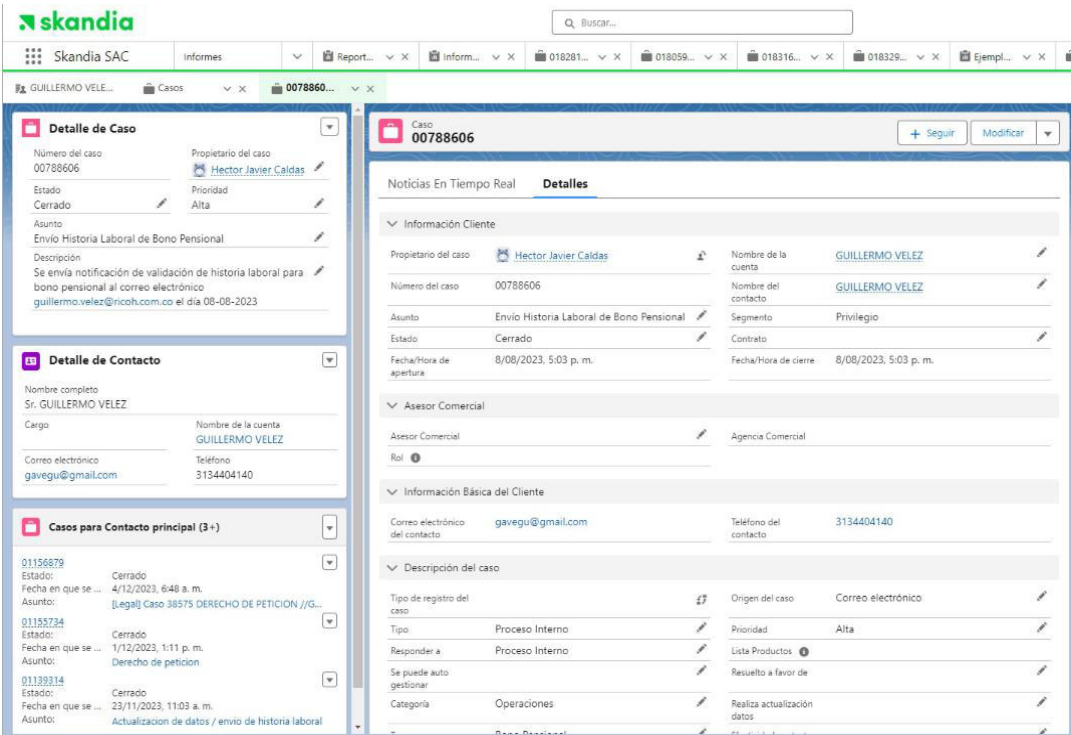 skandia
Buscar...
Skandia SAC
Informes
Report...
Inform...
018281...
018059...
018316...
018329...
Ejempl...
GUILLERMO VELE...
Casos
0078860...
Detalle de Caso
Número del caso
Propietario del caso
00788606
Hector Javier Caldas
Estado
Prioridad
Cerrado
Alta
Asunto
Envío Historia Laboral de Bono Pensional
Descripción
Se envía notificación de validación de historia laboral para
bono pensional al correo electrónico
guillermo.velez@ricoh.com.co el día 08-08-2023
Detalle de Contacto
Nombre completo
Sr. GUILLERMO VELEZ
Cargo
Nombre de la cuenta
GUILLERMO VELEZ
Correo electrónico
Teléfono
gavegu@gmail.com
3134404140
Casos para Contacto principal (3+)
01156879
Estado: Cerrado
Fecha en que se ... 4/12/2023, 6:48 a. m.
Asunto: [Legal] Caso 38575 DERECHO DE PETICION //G...
01155734
Estado: Cerrado
Fecha en que se ... 1/12/2023, 1:11 p. m.
Asunto: Derecho de peticion
01139314
Estado: Cerrado
Fecha en que se ... 23/11/2023, 11:03 a. m.
Asunto: Actualizacion de datos / envio de historia laboral
Caso
00788606
Seguir
Modificar
Noticias En Tiempo Real
Detalles
Información Cliente
Propietario del caso Hector Javier Caldas
Nombre de la cuenta GUILLERMO VELEZ
Número del caso 00788606
Nombre del contacto GUILLERMO VELEZ
Asunto Envío Historia Laboral de Bono Pensional
Segmento Privilegio
Estado Cerrado
Contrato
Fecha/Hora de apertura 8/08/2023, 5:03 p. m.
Fecha/Hora de cierre 8/08/2023, 5:03 p. m.
Asesor Comercial
Asesor Comercial
Agencia Comercial
Rol
Información Básica del Cliente
Correo electrónico del contacto gavegu@gmail.com
Teléfono del contacto 3134404140
Descripción del caso
Tipo de registro del caso
Origen del caso Correo electrónico
Tipo Proceso Interno
Prioridad Alta
Responder a Proceso Interno
Lista Productos
Se puede auto gestionar
Resuelto a favor de
Categoría Operaciones
Realiza actualización datos
Bono Pensional